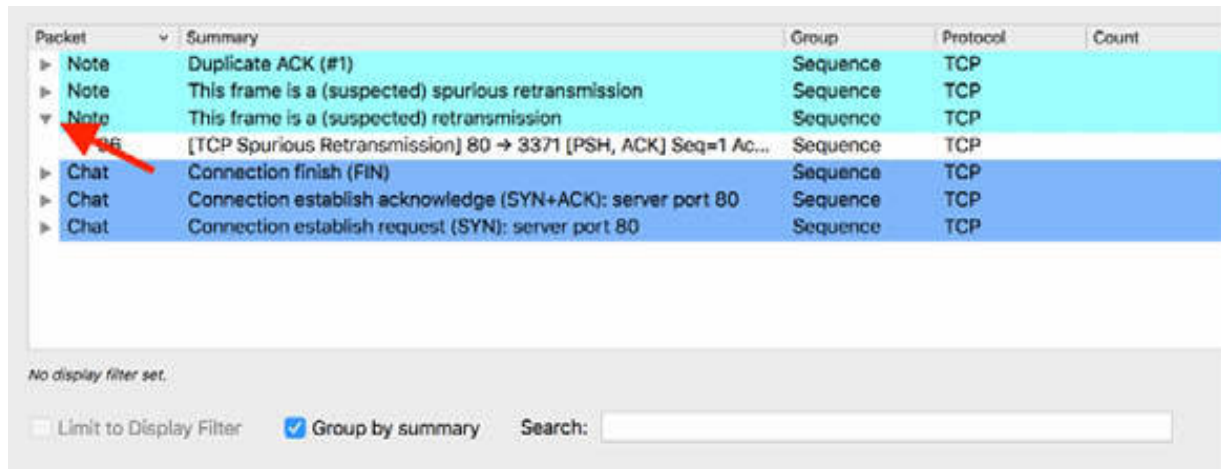 Packet Summary Group Protocol Count
Note Duplicate ACK (#1) Sequence TCP
Note This frame is a (suspected) spurious retransmission Sequence TCP
Note This frame is a (suspected) retransmission Sequence TCP
[TCP Spurious Retransmission] 80 → 3371 [PSH, ACK] Seq=1 Ac... Sequence TCP
Chat Connection finish (FIN) Sequence TCP
Chat Connection establish acknowledge (SYN+ACK): server port 80 Sequence TCP
Chat Connection establish request (SYN): server port 80 Sequence TCP
No display filter set.
Limit to Display Filter Group by summary Search: